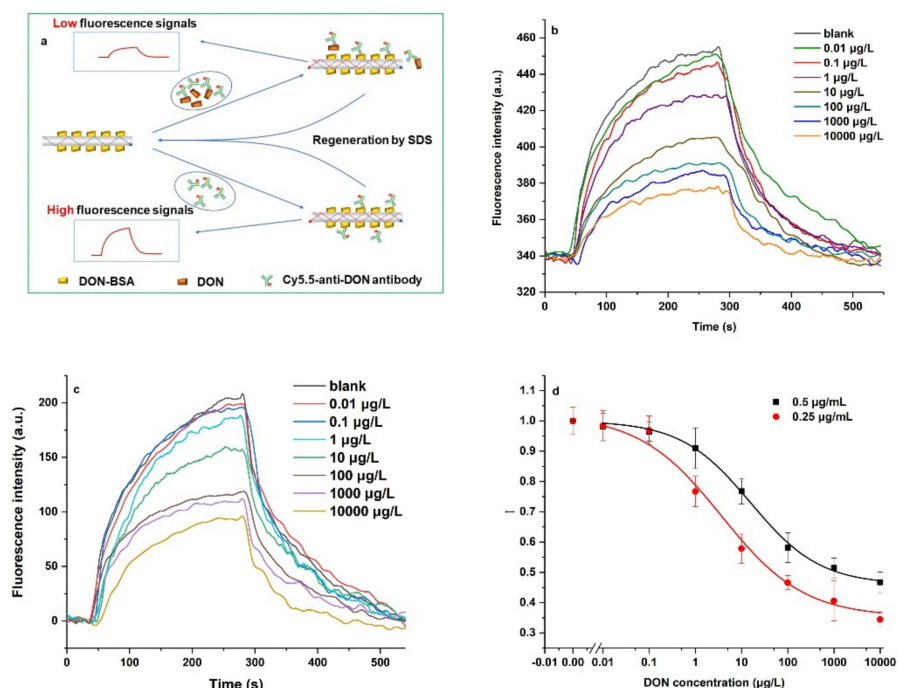 Low fluorescence signals
a
Regeneration by SDS
High fluorescence signals
DON-BSA
DON
Cy5.5-anti-DON antibody
b
blank
0.01 µg/L
0.1 µg/L
1 µg/L
10 µg/L
100 µg/L
1000 µg/L
10000 µg/L
460
440
420
400
380
360
340
320
Fluorescence intensity (a.u.)
0
100
200
300
400
500
Time (s)
c
blank
0.01 µg/L
0.1 µg/L
1 µg/L
10 µg/L
100 µg/L
1000 µg/L
10000 µg/L
200
150
100
50
0
Fluorescence intensity (a.u.)
0
100
200
300
400
500
Time (s)
d
0.5 µg/mL
0.25 µg/mL
1.0
0.9
0.8
0.7
0.6
0.5
0.4
0.3
I
-0.01
0.00
0.01
0.1
1
10
100
1000
10000
DON concentration (µg/L)